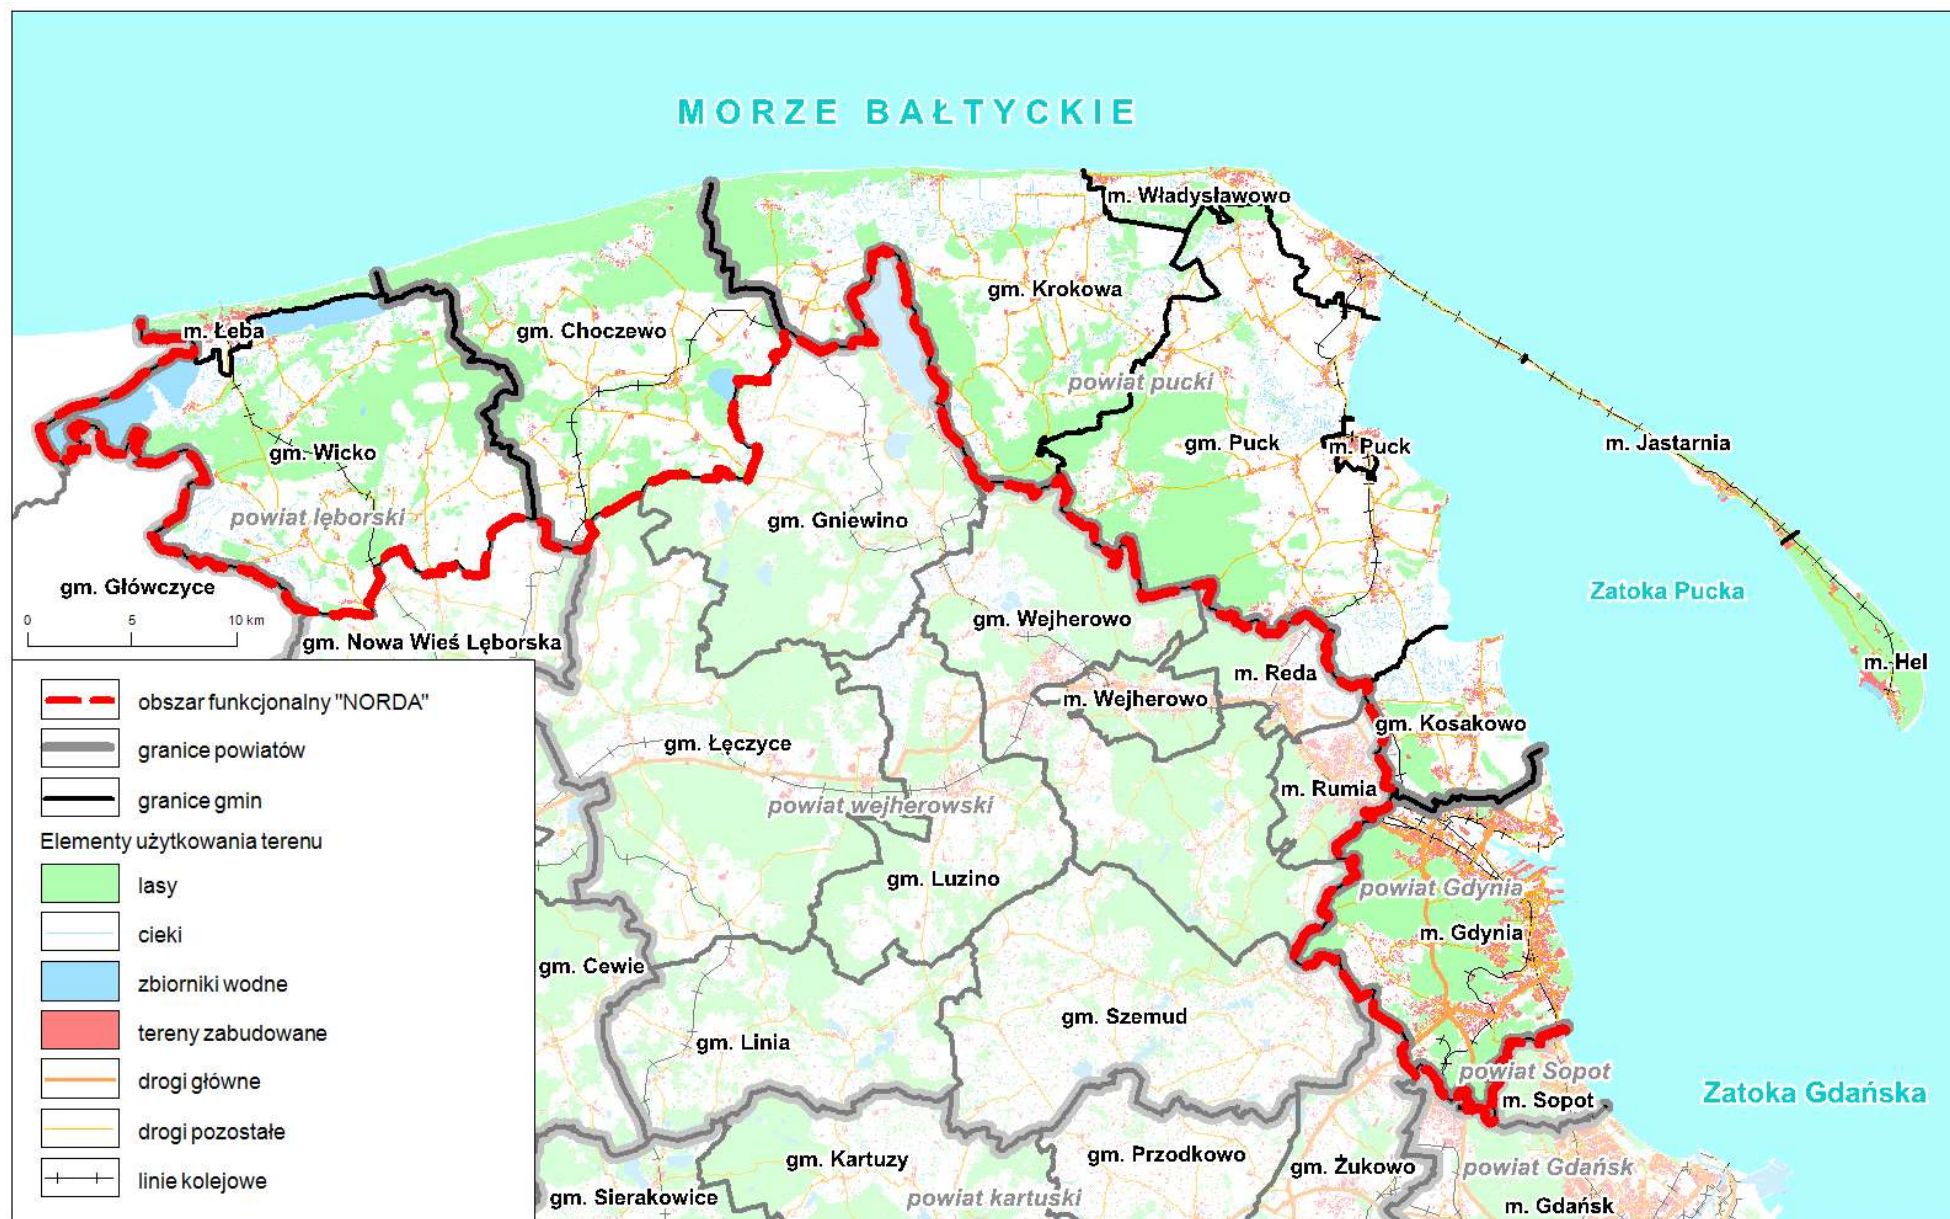 MORZE BAŁTYCKIE
m. Władysławowo
gm. Krokowa
m. Łeba
gm. Choczewo
powiat pucki
gm. Wicko
gm. Puck
m. Puck
m. Jastarnia
powiat lęborski
gm. Gniewino
gm. Główczyce
Zatoka Pucka
0 5 10 km
gm. Nowa Wieś Lęborska
gm. Wejherowo
m. Reda
m. Hel
m. Wejherowo
gm. Kosakowo
gm. Łęczyce
m. Rumia
powiat wejherowski
gm. Luzino
powiat Gdynia
m. Gdynia
gm. Cewie
gm. Szemud
gm. Linia
powiat Sopot
m. Sopot
Zatoka Gdańska
gm. Kartuzy
gm. Przodkowo
gm. Żukowo
powiat Gdańsk
gm. Sierakowice
powiat kartuski
m. Gdańsk
obszar funkcjonalny "NORDA"
granice powiatów
granice gmin
Elementy użytkowania terenu
lasy
cieki
zbiorniki wodne
tereny zabudowane
drogi główne
drogi pozostałe
linie kolejowe